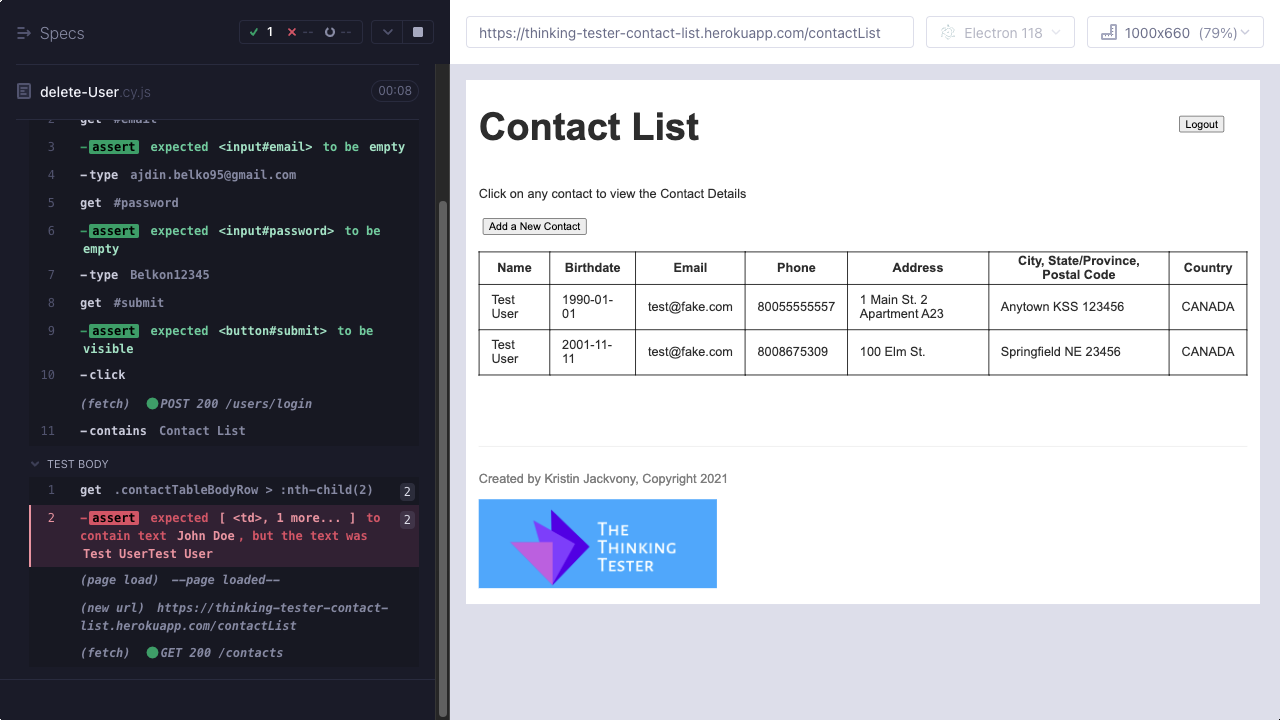 Specs
1
--
--
delete-User.cy.js
00:08
2 get #email
3 -assert expected <input#email> to be empty
4 -type ajdin.belko95@gmail.com
5 get #password
6 -assert expected <input#password> to be
empty
7 -type Belkon12345
8 get #submit
9 -assert expected <button#submit> to be
visible
10 -click
(fetch) POST 200 /users/login
11 -contains Contact List
TEST BODY
1 get .contactTableBodyRow > :nth-child(2) 2
2 -assert expected [ <td>, 1 more... ] to 2
contain text John Doe, but the text was
Test UserTest User
(page load) --page loaded--
(new url) https://thinking-tester-contact-
list.herokuapp.com/contactList
(fetch) GET 200 /contacts
https://thinking-tester-contact-list.herokuapp.com/contactList
Electron 118
1000x660 (79%)
Contact List
Logout
Click on any contact to view the Contact Details
Add a New Contact
Name Birthdate Email Phone Address City, State/Province, Postal Code Country
Test User 1990-01-01 test@fake.com 80055555557 1 Main St. 2 Apartment A23 Anytown KSS 123456 CANADA
Test User 2001-11-11 test@fake.com 8008675309 100 Elm St. Springfield NE 23456 CANADA
Created by Kristin Jackvony, Copyright 2021
THE
THINKING
TESTER